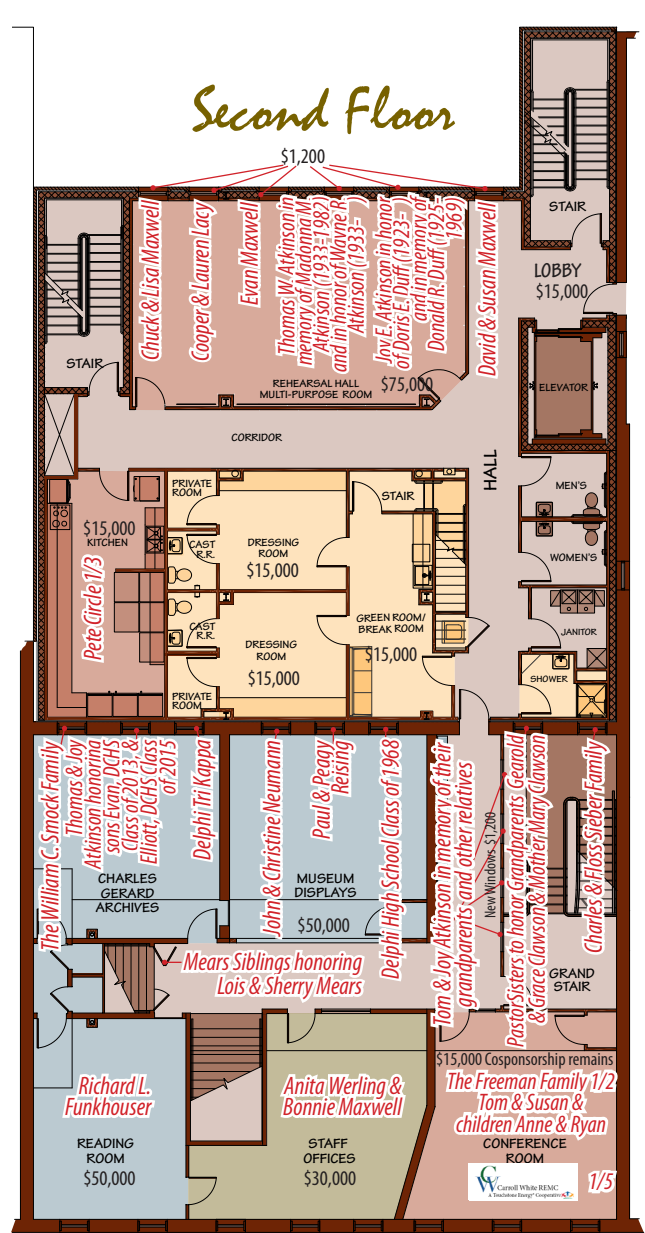 Second Floor
$1,200
STAIR
LOBBY
$15,000
Chuck & Lisa Maxwell
Cooper & Lauren Lacy
Evan Maxwell
Thomas W. Atkinson in
memory of Madonna M.
Atkinson (1933-1982)
and in honor of Wayne R.
Atkinson (1933- )
Joy E. Atkinson in honor
of Doris E. Duff (1923- )
and in memory of
Donald R. Duff (1925-
1969)
David & Susan Maxwell
STAIR
REHEARSAL HALL
MULTI-PURPOSE ROOM
$75,000
ELEVATOR
CORRIDOR
HALL
MEN'S
WOMEN'S
JANITOR
SHOWER
$15,000
KITCHEN
Pete Circle 1/3
PRIVATE
ROOM
CAST
R.R.
DRESSING
ROOM
$15,000
STAIR
CAST
R.R.
DRESSING
ROOM
$15,000
PRIVATE
ROOM
GREEN ROOM/
BREAK ROOM
$15,000
The William C. Smock Family
Thomas & Joy
Atkinson honoring
sons Evan, DCHS
Class of 2013, &
Elliott, DCHS Class
of 2015
Delphi Tri Kappa
CHARLES
GERARD
ARCHIVES
John & Christine Neumann
Paul & Peggy
Resing
Delphi High School Class of 1968
MUSEUM
DISPLAYS
$50,000
Tom & Joy Atkinson in memory of their
grandparents and other relatives
New Windows $1,200
Pastor Sisters to honor Grandparents Gerald
& Grace Clawson & Mother Mary Clawson
Charles & Floss Sieber Family
GRAND
STAIR
Mears Siblings honoring
Lois & Sherry Mears
Richard L.
Funkhouser
READING
ROOM
$50,000
Anita Werling &
Bonnie Maxwell
STAFF
OFFICES
$30,000
$15,000 Cosponsorship remains
The Freeman Family 1/2
Tom & Susan &
children Anne & Ryan
CONFERENCE
ROOM
CW
Carroll White REMC
A Touchstone Energy® Cooperative
1/5